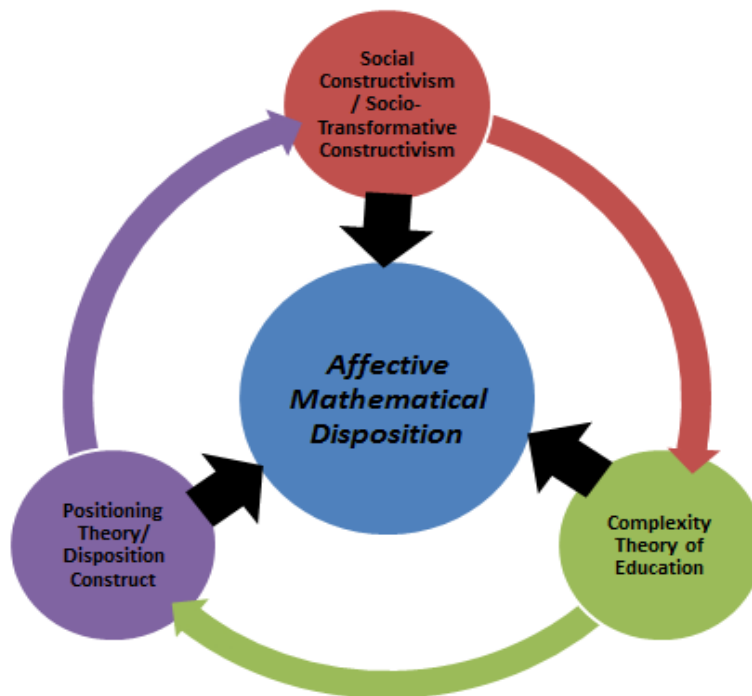 Social
Constructivism
/ Socio-
Transformative
Constructivism
Affective
Mathematical
Disposition
Positioning
Theory/
Disposition
Construct
Complexity
Theory of
Education